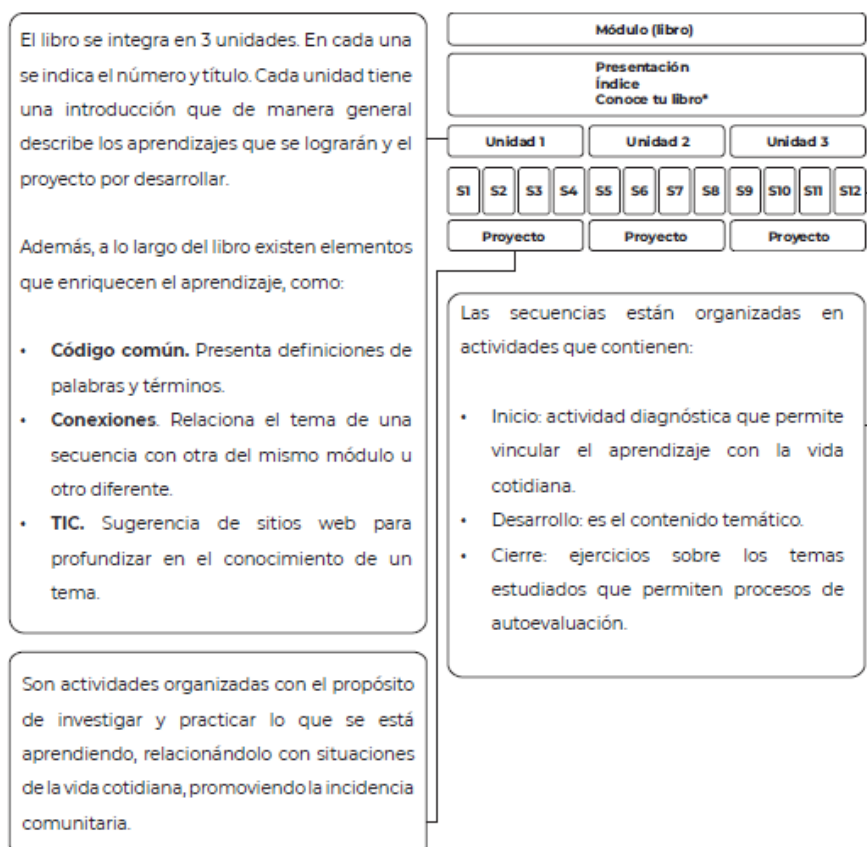 El libro se integra en 3 unidades. En cada una
se indica el número y título. Cada unidad tiene
una introducción que de manera general
describe los aprendizajes que se lograrán y el
proyecto por desarrollar.
Además, a lo largo del libro existen elementos
que enriquecen el aprendizaje, como:
• Código común. Presenta definiciones de
palabras y términos.
• Conexiones. Relaciona el tema de una
secuencia con otra del mismo módulo u
otro diferente.
• TIC. Sugerencia de sitios web para
profundizar en el conocimiento de un
tema.
Son actividades organizadas con el propósito
de investigar y practicar lo que se está
aprendiendo, relacionándolo con situaciones
de la vida cotidiana, promoviendo la incidencia
comunitaria.
Módulo (libro)
Presentación
Índice
Conoce tu libro*
Unidad 1 Unidad 2 Unidad 3
S1 S2 S3 S4 S5 S6 S7 S8 S9 S10 S11 S12
Proyecto Proyecto Proyecto
Las secuencias están organizadas en
actividades que contienen:
• Inicio: actividad diagnóstica que permite
vincular el aprendizaje con la vida
cotidiana.
• Desarrollo: es el contenido temático.
• Cierre: ejercicios sobre los temas
estudiados que permiten procesos de
autoevaluación.